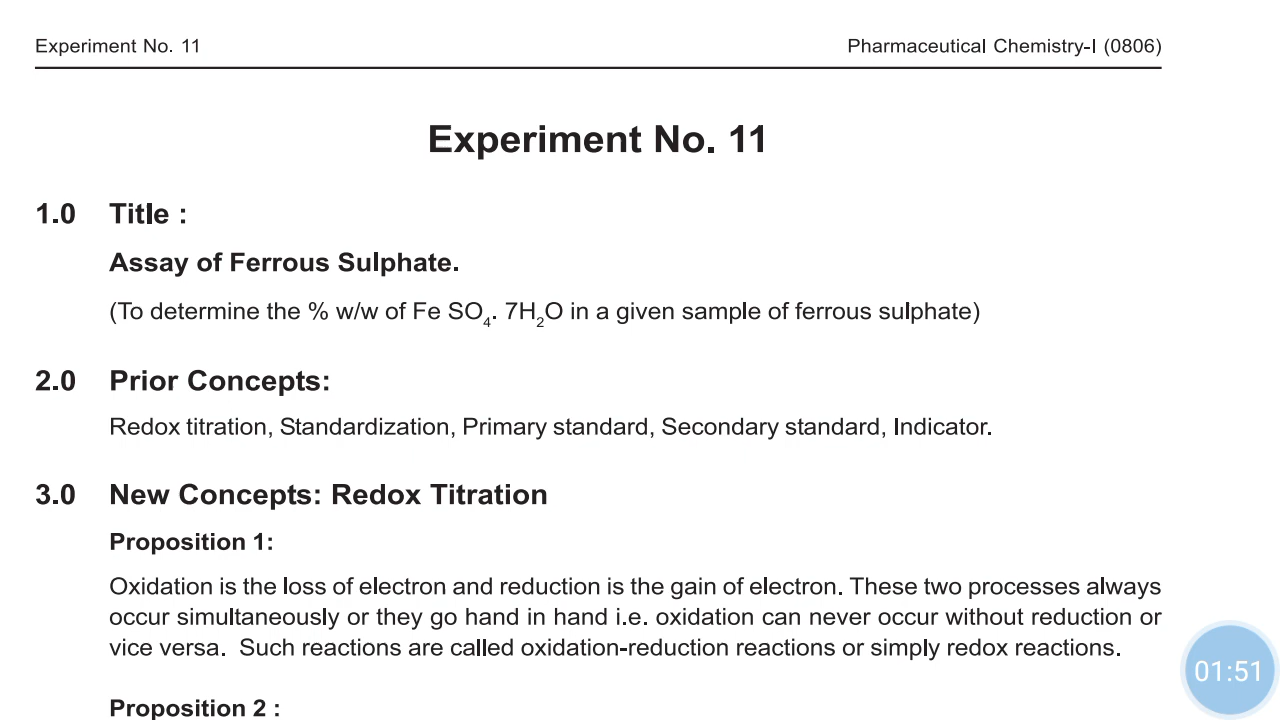 Experiment No. 11 Pharmaceutical Chemistry-I (0806)
Experiment No. 11
1.0 Title :
Assay of Ferrous Sulphate.
(To determine the % w/w of Fe SO4. 7H2O in a given sample of ferrous sulphate)
2.0 Prior Concepts:
Redox titration, Standardization, Primary standard, Secondary standard, Indicator.
3.0 New Concepts: Redox Titration
Proposition 1:
Oxidation is the loss of electron and reduction is the gain of electron. These two processes always
occur simultaneously or they go hand in hand i.e. oxidation can never occur without reduction or
vice versa. Such reactions are called oxidation-reduction reactions or simply redox reactions.
01:51
Proposition 2 :